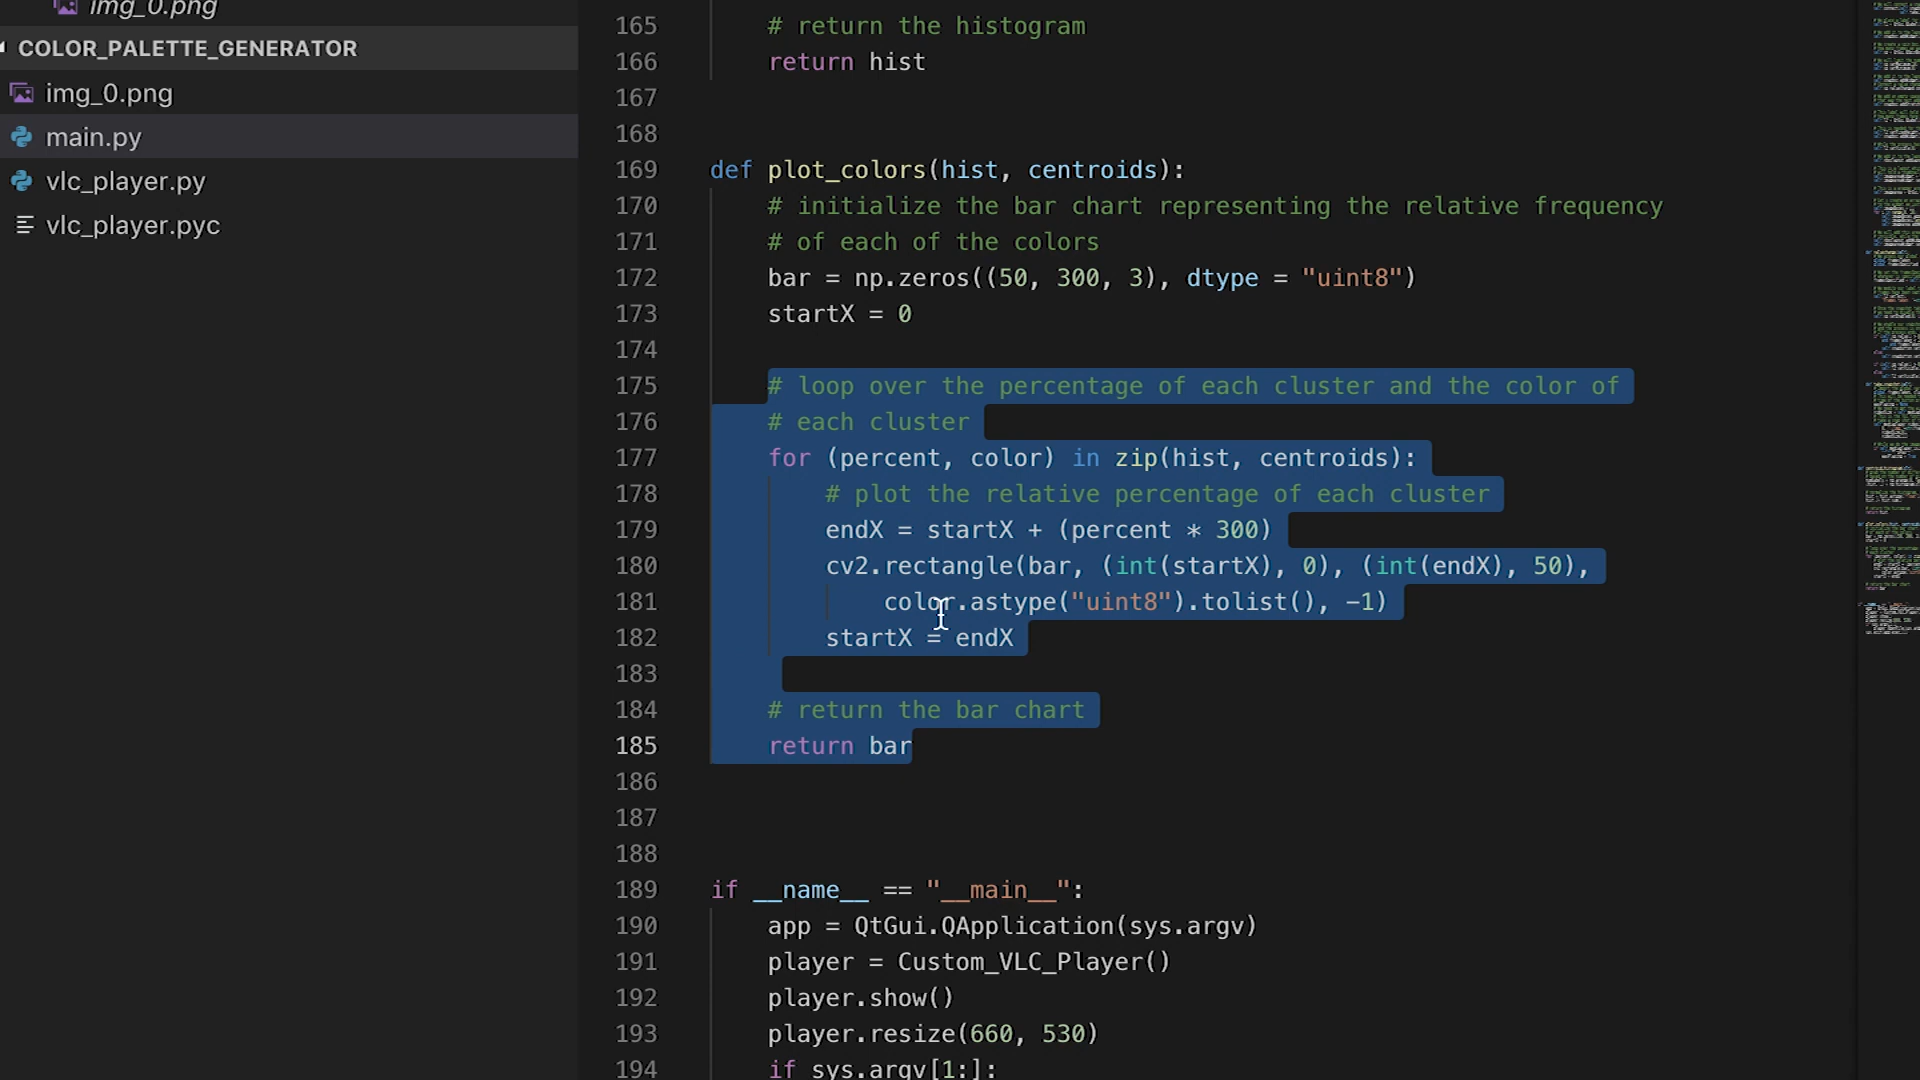 img_0.png
COLOR_PALETTE_GENERATOR
img_0.png
main.py
vlc_player.py
vlc_player.pyc
165 # return the histogram
166 return hist
167
168
169 def plot_colors(hist, centroids):
170 # initialize the bar chart representing the relative frequency
171 # of each of the colors
172 bar = np.zeros((50, 300, 3), dtype = "uint8")
173 startX = 0
174
175 # loop over the percentage of each cluster and the color of
176 # each cluster
177 for (percent, color) in zip(hist, centroids):
178 # plot the relative percentage of each cluster
179 endX = startX + (percent * 300)
180 cv2.rectangle(bar, (int(startX), 0), (int(endX), 50),
181 color.astype("uint8").tolist(), -1)
182 startX = endX
183
184 # return the bar chart
185 return bar
186
187
188
189 if __name__ == "__main__":
190 app = QtGui.QApplication(sys.argv)
191 player = Custom_VLC_Player()
192 player.show()
193 player.resize(660, 530)
194 if sys.argv[1:]: